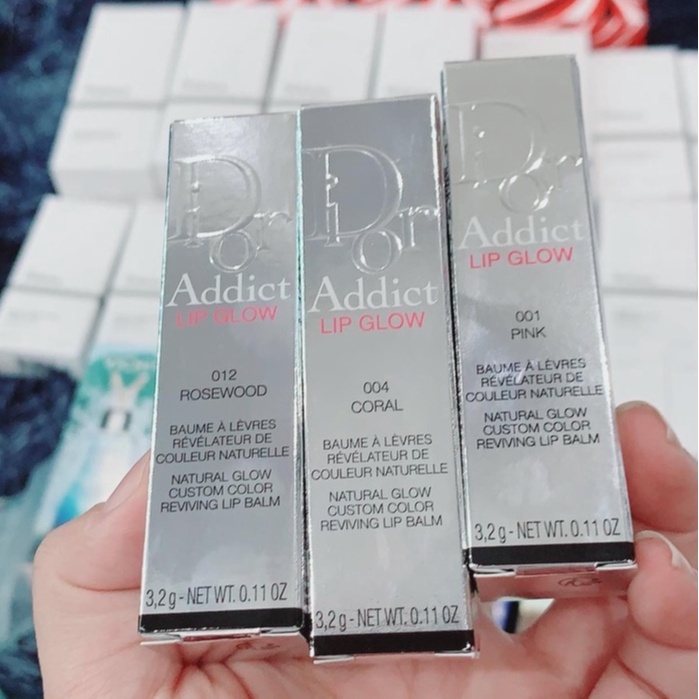 Dior
Addict
LIP GLOW
012
ROSEWOOD
BAUME À LÈVRES
RÉVÉLATEUR DE
COULEUR NATURELLE
NATURAL GLOW
CUSTOM COLOR
REVIVING LIP BALM
3,2 g - NET WT. 0.11 OZ
Dior
Addict
LIP GLOW
004
CORAL
BAUME À LÈVRES
RÉVÉLATEUR DE
COULEUR NATURELLE
NATURAL GLOW
CUSTOM COLOR
REVIVING LIP BALM
3,2 g - NET WT. 0.11 OZ
Dior
Addict
LIP GLOW
001
PINK
BAUME À LÈVRES
RÉVÉLATEUR DE
COULEUR NATURELLE
NATURAL GLOW
CUSTOM COLOR
REVIVING LIP BALM
3,2 g - NET WT. 0.11 OZ